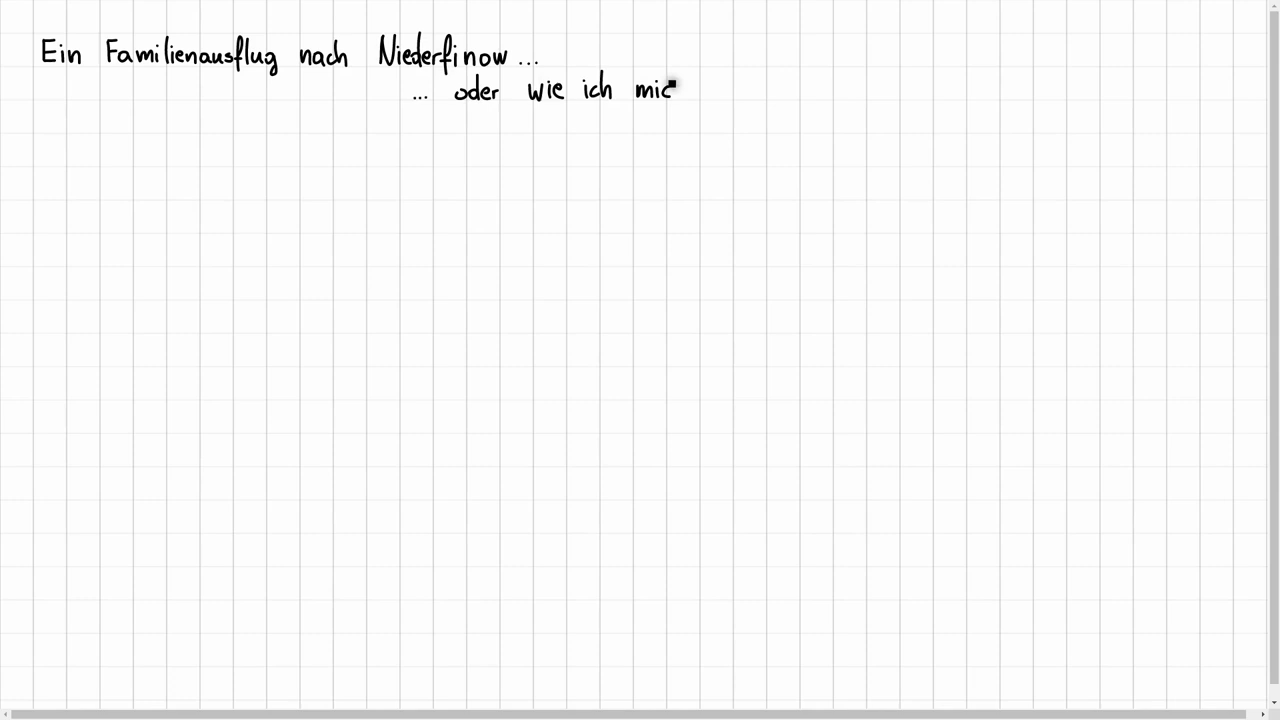 Ein Familienausflug nach Niederfinow ...
... oder wie ich mic